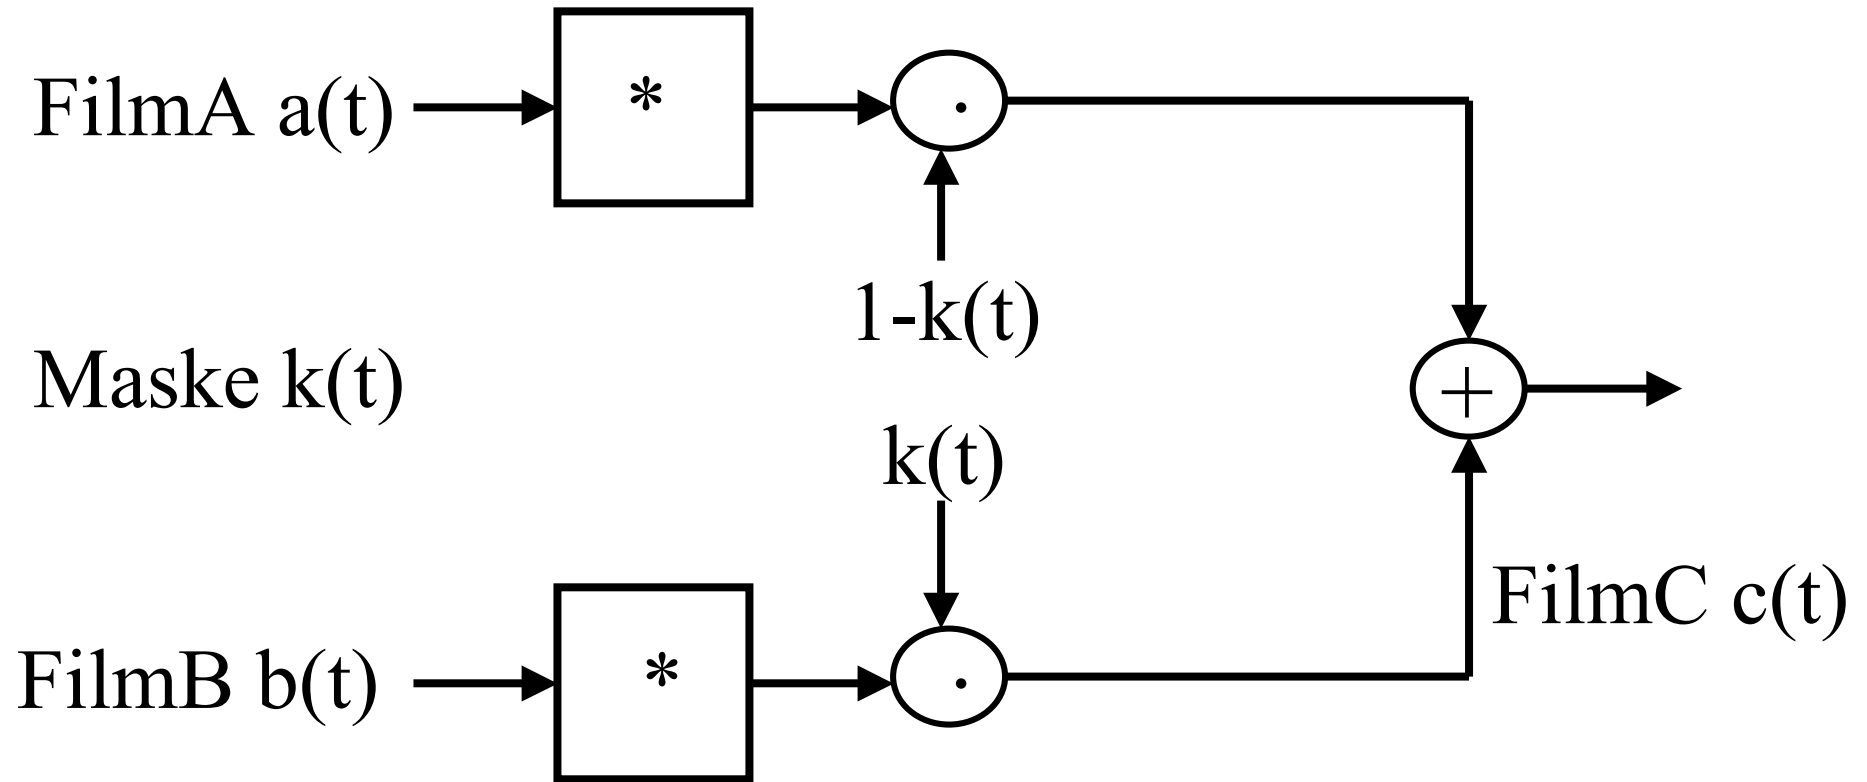 FilmA a(t)
*
.
1-k(t)
Maske k(t)
+
k(t)
FilmC c(t)
FilmB b(t)
*
.